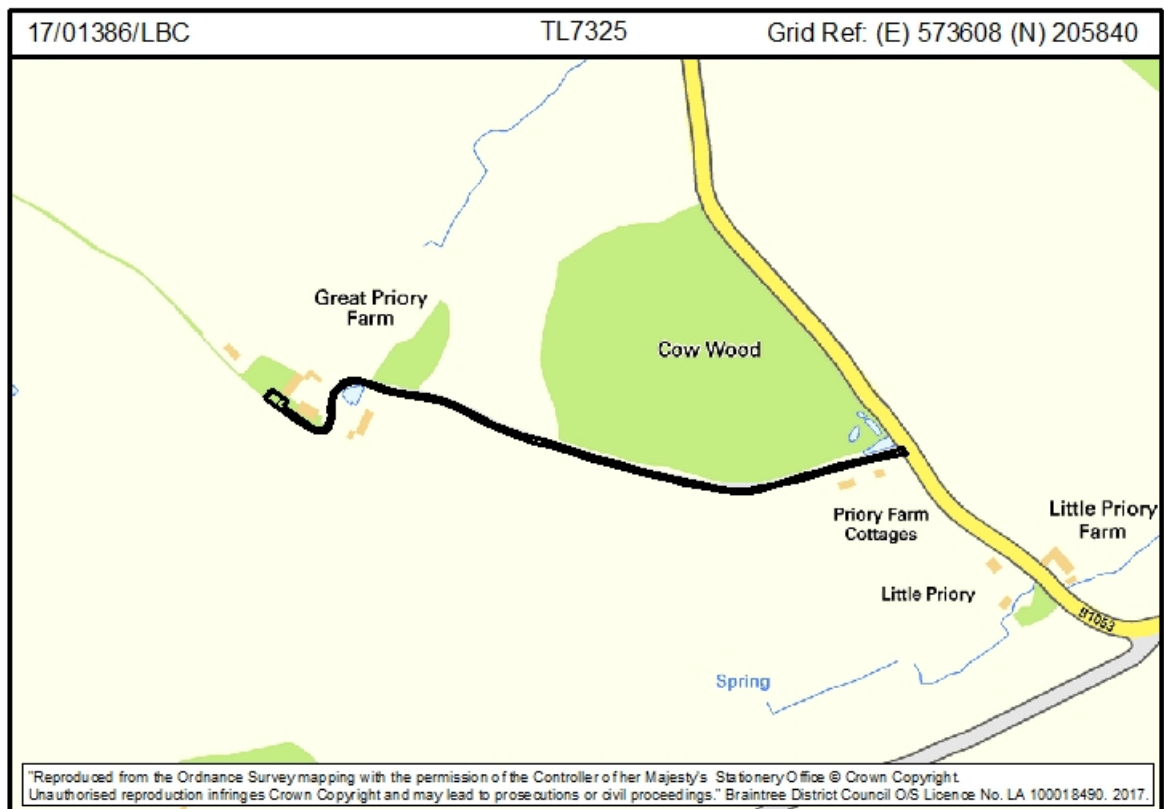 17/01386/LBC TL7325 Grid Ref: (E) 573608 (N) 205840
Great Priory
Farm
Cow Wood
Priory Farm
Cottages
Little Priory
Farm
Little Priory
B1053
Spring
"Reproduced from the Ordnance Survey mapping with the permission of the Controller of her Majesty's Stationery Office © Crown Copyright.
Unauthorised reproduction infringes Crown Copyright and may lead to prosecutions or civil proceedings." Braintree District Council O/S Licence No. LA 100018490. 2017.